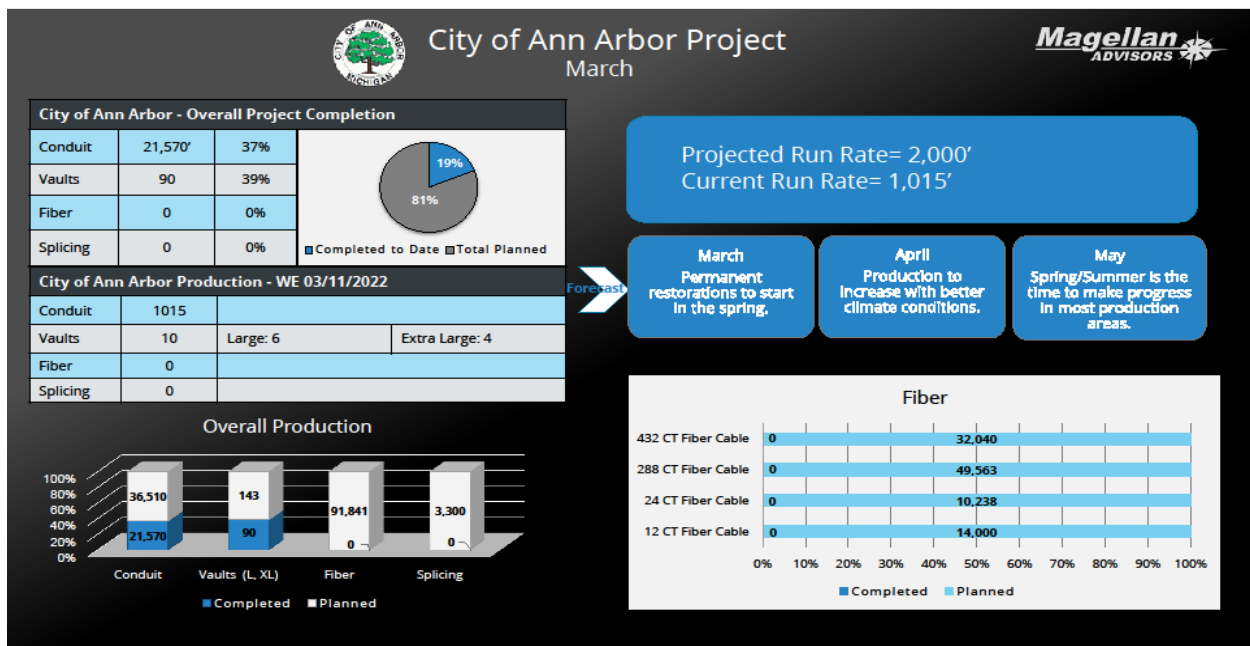 CITY OF ANN ARBOR
MICHIGAN
City of Ann Arbor Project
March
Magellan
ADVISORS
City of Ann Arbor - Overall Project Completion
Conduit 21,570’ 37%
Vaults 90 39%
Fiber 0 0%
Splicing 0 0%
19%
81%
Completed to Date Total Planned
City of Ann Arbor Production - WE 03/11/2022
Conduit 1015
Vaults 10 Large: 6 Extra Large: 4
Fiber 0
Splicing 0
Projected Run Rate= 2,000’
Current Run Rate= 1,015’
Forecast
March
Permanent
restorations to start
in the spring.
April
Production to
increase with better
climate conditions.
May
Spring/Summer is the
time to make progress
in most production
areas.
Overall Production
100%
80%
60%
40%
20%
0%
36,510 143 91,841 3,300
21,570 90 0 0
Conduit Vaults (L, XL) Fiber Splicing
Completed Planned
Fiber
432 CT Fiber Cable 0 32,040
288 CT Fiber Cable 0 49,563
24 CT Fiber Cable 0 10,238
12 CT Fiber Cable 0 14,000
0% 10% 20% 30% 40% 50% 60% 70% 80% 90% 100%
Completed Planned